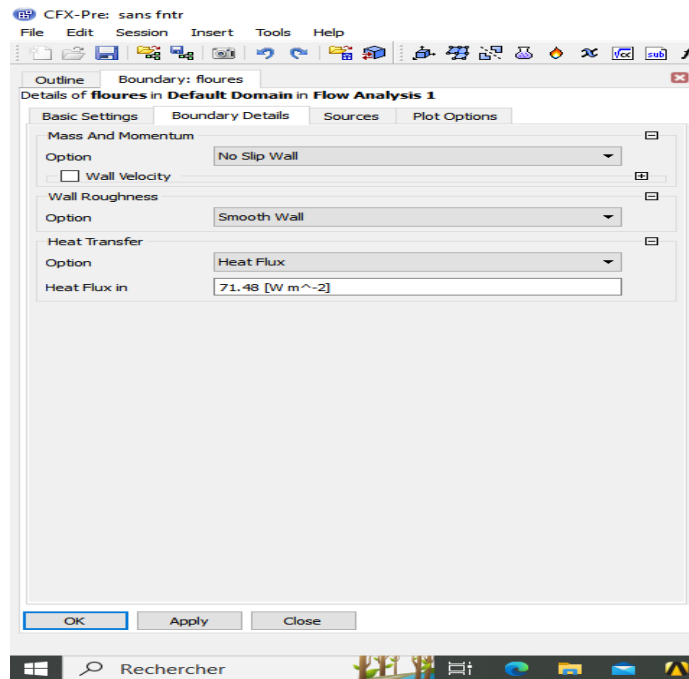 CFX-Pre: sans fntr
File Edit Session Insert Tools Help
√cc sub f
Outline Boundary: floures
Details of floures in Default Domain in Flow Analysis 1
Basic Settings Boundary Details Sources Plot Options
Mass And Momentum
Option No Slip Wall
Wall Velocity
Wall Roughness
Option Smooth Wall
Heat Transfer
Option Heat Flux
Heat Flux in 71.48 [W m^-2]
OK Apply Close
Rechercher